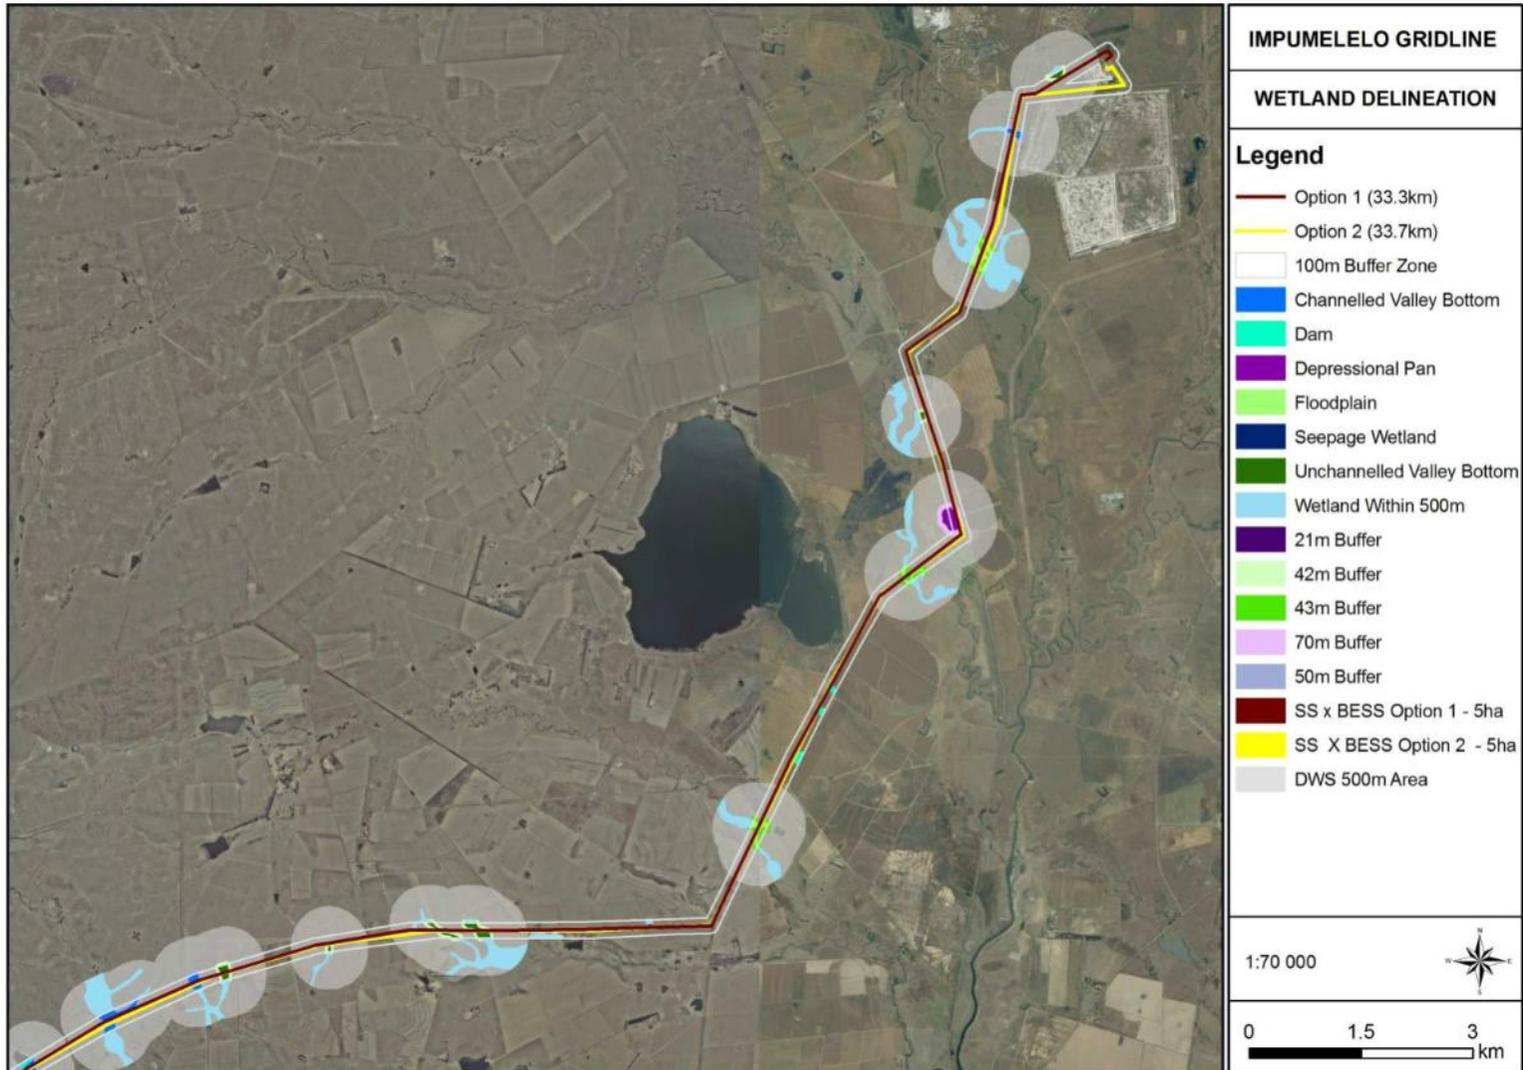 IMPUMELELO GRIDLINE
WETLAND DELINEATION
Legend
Option 1 (33.3km)
Option 2 (33.7km)
100m Buffer Zone
Channelled Valley Bottom
Dam
Depressional Pan
Floodplain
Seepage Wetland
Unchannelled Valley Bottom
Wetland Within 500m
21m Buffer
42m Buffer
43m Buffer
70m Buffer
50m Buffer
SS x BESS Option 1 - 5ha
SS X BESS Option 2 - 5ha
DWS 500m Area
1:70 000
N
W E
S
0 1.5 3
km